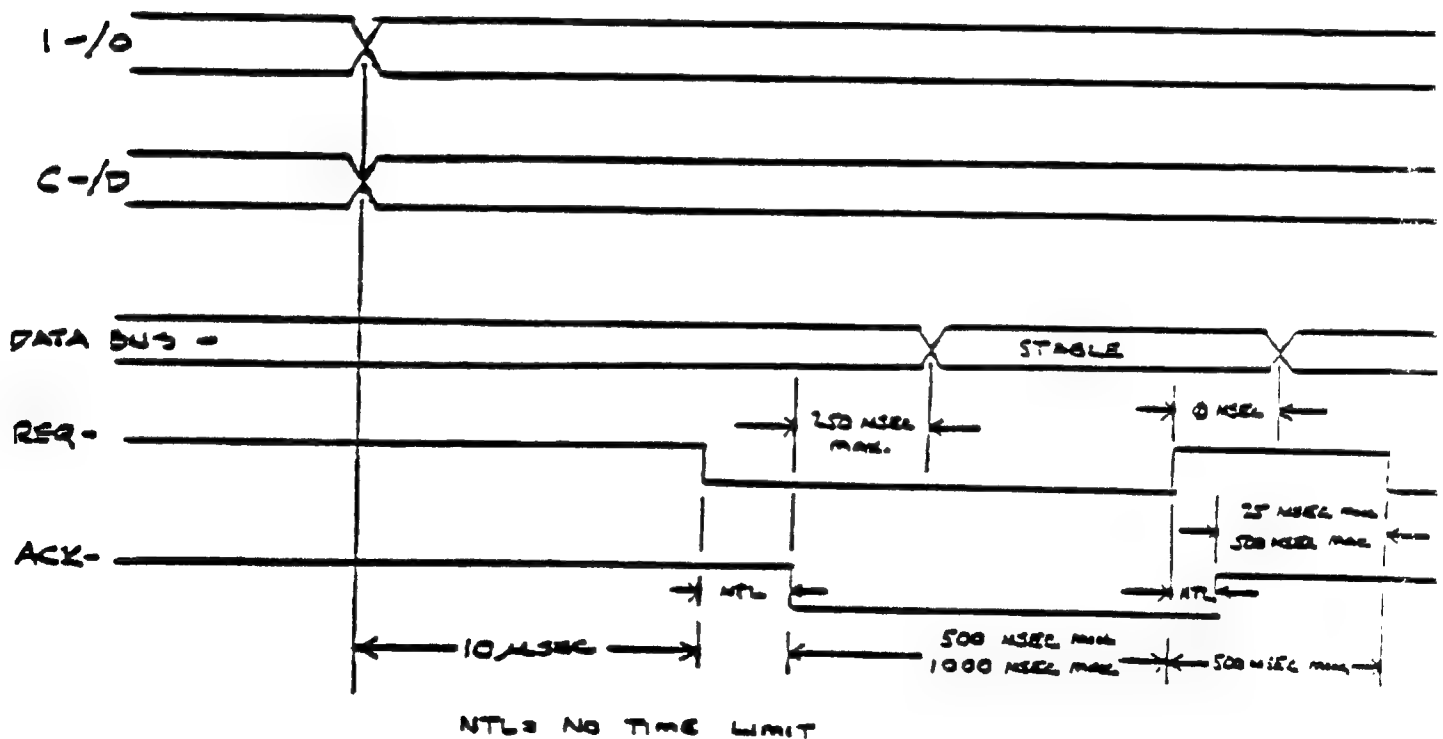 I-/O
C-/D
DATA BUS -
STABLE
REQ-
250 NSEC
MAX.
0 NSEC
25 NSEC MIN.
500 NSEC MAX
ACK-
NTL
NTL
10 μSEC
500 NSEC MIN.
1000 NSEC MAX.
500 NSEC MIN.
NTL= NO TIME LIMIT